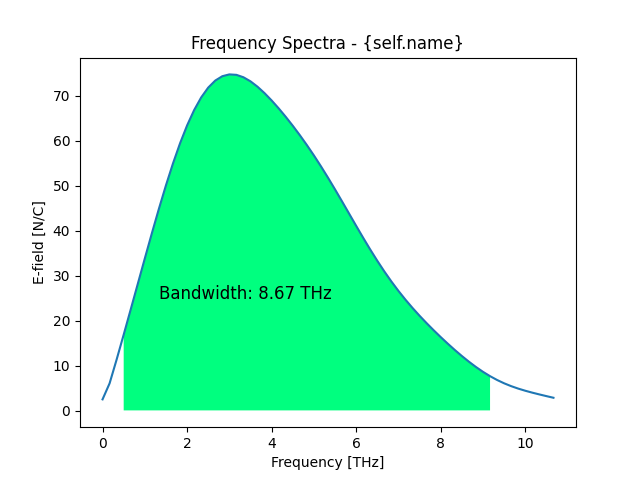 Frequency Spectra - {self.name}
E-field [N/C]
70
60
50
40
30
20
10
0
Bandwidth: 8.67 THz
0 2 4 6 8 10
Frequency [THz]